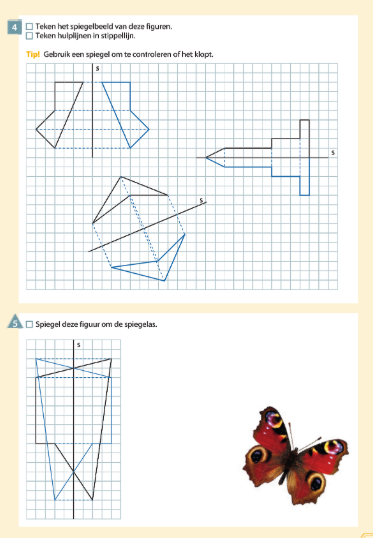 4 Teken het spiegelbeeld van deze figuren.
Teken hulplijnen in stippellijn.
Tip! Gebruik een spiegel om te controleren of het klopt.
s
s
s
5 Spiegel deze figuur om de spiegelas.
s